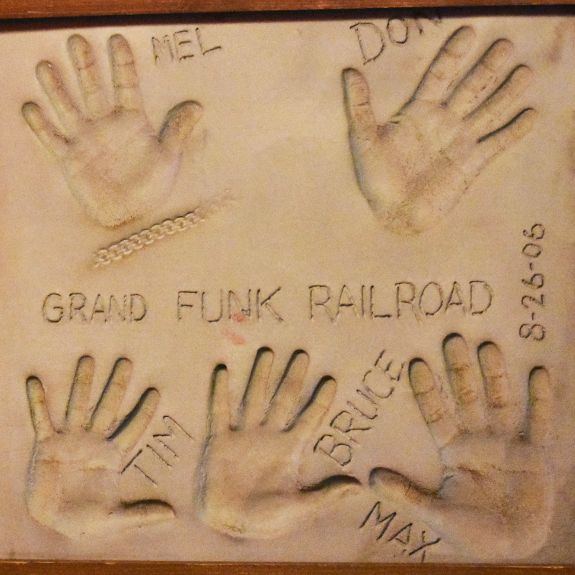 MEL
DON
GRAND FUNK RAILROAD
8-26-06
TIM
BRUCE
MAX